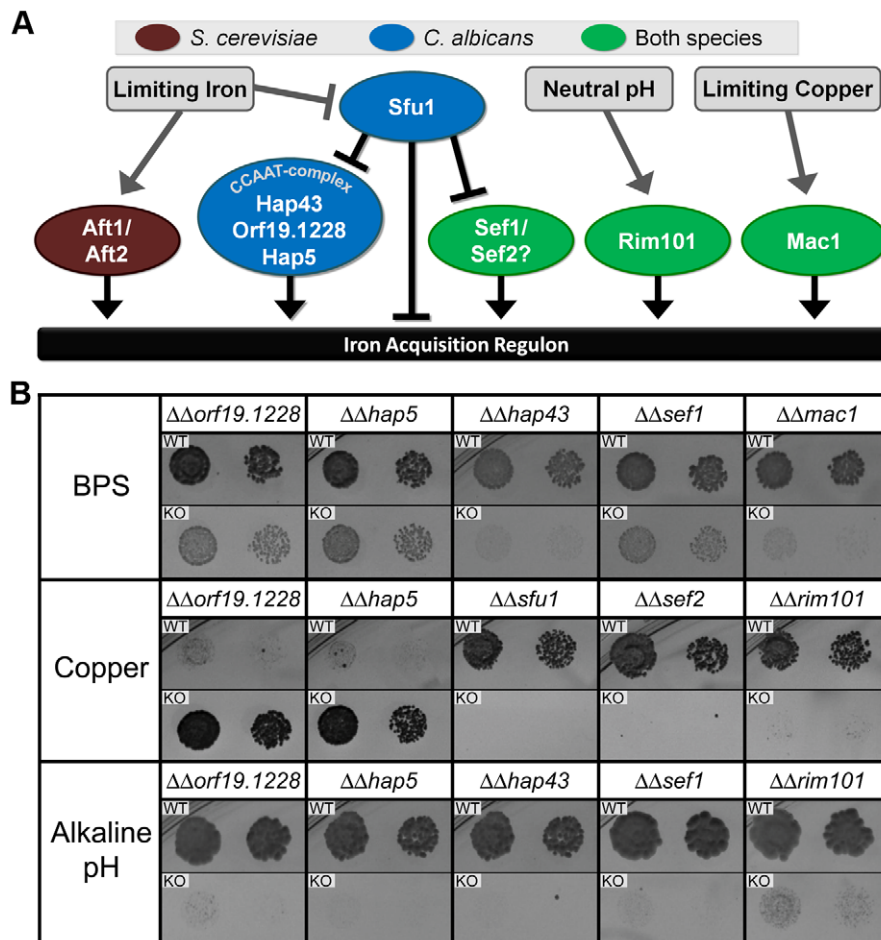 A
S. cerevisiae C. albicans Both species
Limiting Iron Neutral pH Limiting Copper
Sfu1
CCAAT-complex
Hap43
Orf19.1228
Hap5
Aft1/
Aft2
Sef1/
Sef2?
Rim101
Mac1
Iron Acquisition Regulon
B
ΔΔorf19.1228 ΔΔhap5 ΔΔhap43 ΔΔsef1 ΔΔmac1
BPS
WT WT WT WT WT
KO KO KO KO KO
ΔΔorf19.1228 ΔΔhap5 ΔΔsfu1 ΔΔsef2 ΔΔrim101
Copper
WT WT WT WT WT
KO KO KO KO KO
ΔΔorf19.1228 ΔΔhap5 ΔΔhap43 ΔΔsef1 ΔΔrim101
Alkaline
pH
WT WT WT WT WT
KO KO KO KO KO